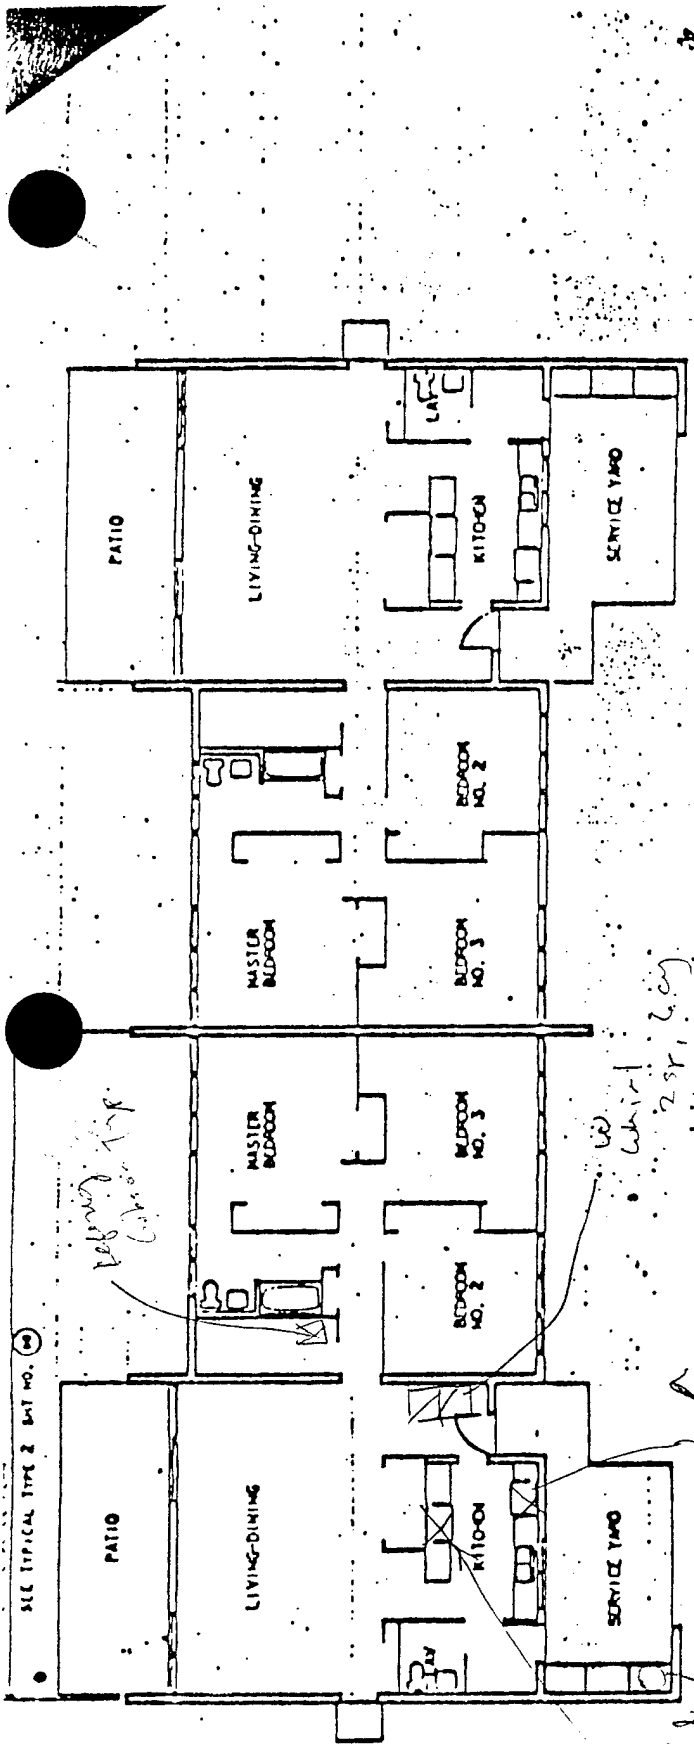 SEE TYPICAL TYPE 2 UNIT NO.
PATIO
LIVING-DINING
LAV
KITCHEN
SERVICE YARD
MASTER
BEDROOM
BEDROOM
NO. 2
BEDROOM
NO. 3
MASTER
BEDROOM
BEDROOM
NO. 3
BEDROOM
NO. 2
PATIO
LIVING-DINING
KITCHEN
LAV
SERVICE YARD